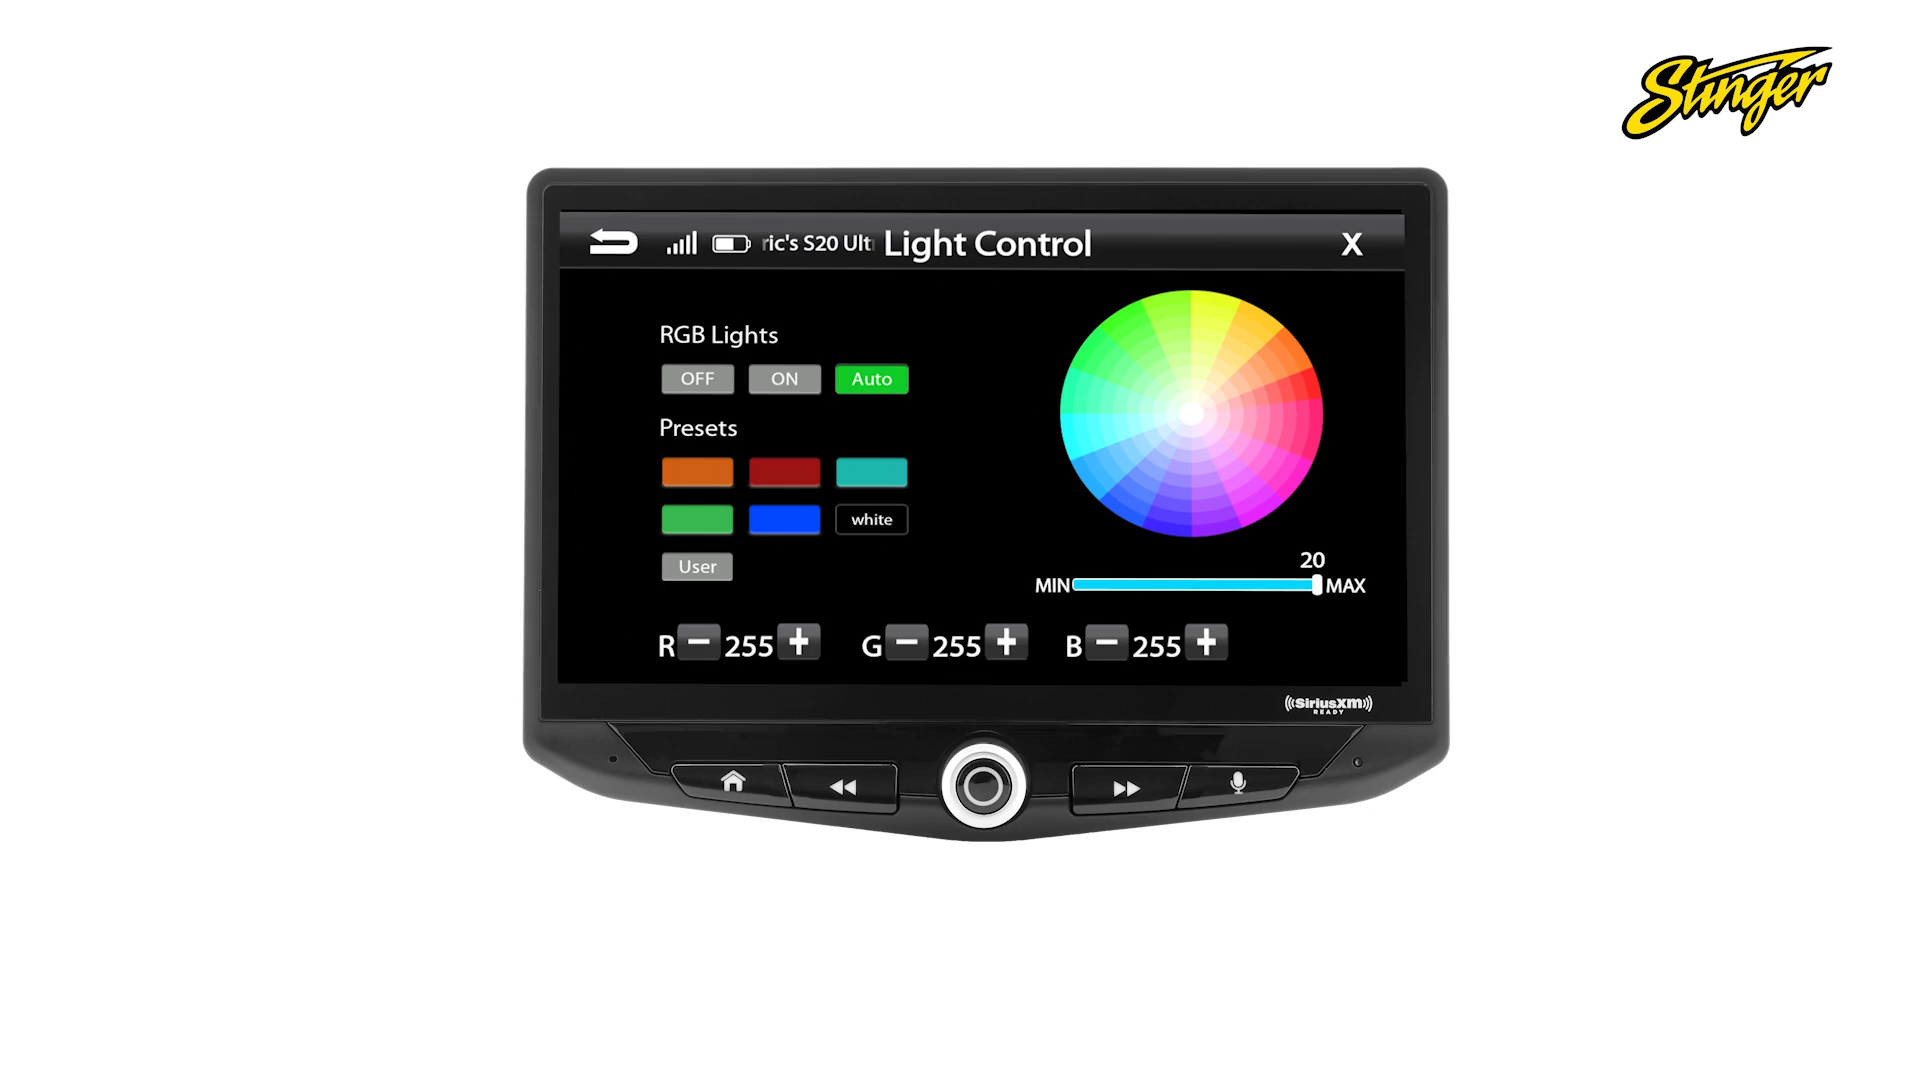 Stinger
ric's S20 Ult Light Control X
RGB Lights
OFF ON Auto
Presets
white
User
20
MIN MAX
R − 255 + G − 255 + B − 255 +
SiriusXM
READY